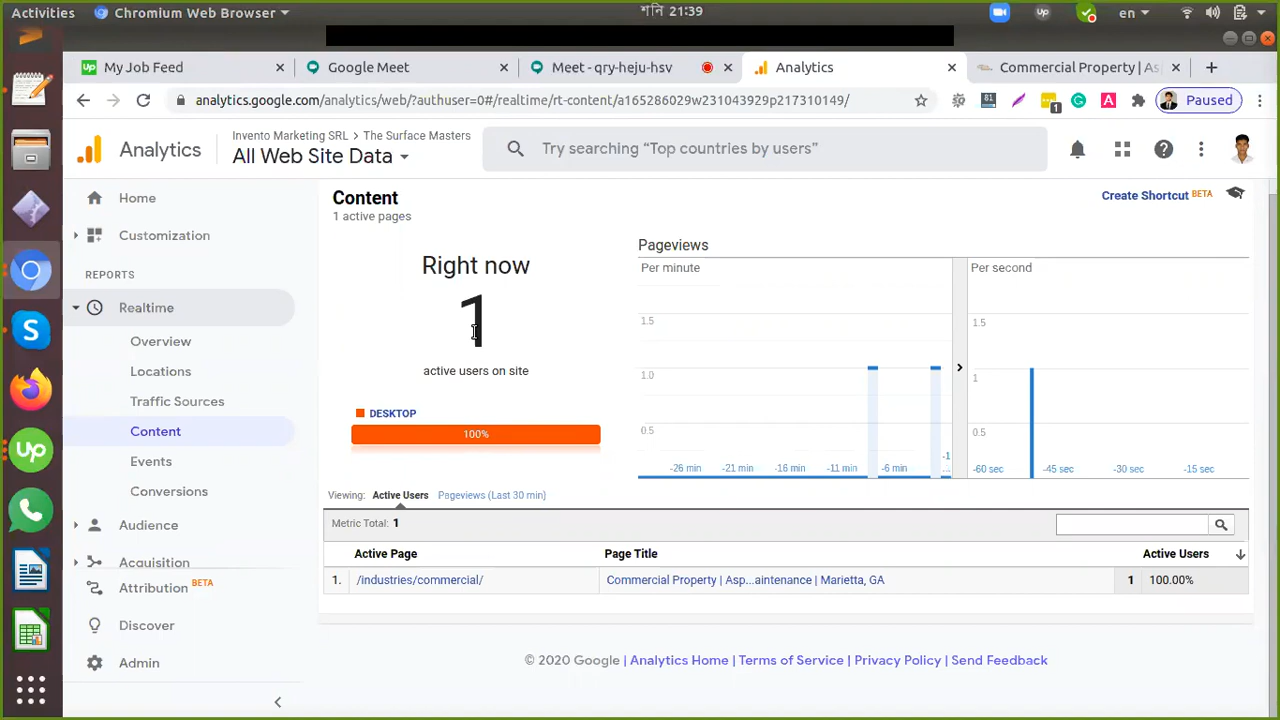 Activities Chromium Web Browser শনি 21:39 en
My Job Feed Google Meet Meet - qry-heju-hsv Analytics Commercial Property | As
analytics.google.com/analytics/web/?authuser=0#/realtime/rt-content/a165286029w231043929p217310149/ 81 1 A Paused
Analytics
Invento Marketing SRL > The Surface Masters
All Web Site Data
Try searching “Top countries by users”
Home
Customization
REPORTS
Realtime
Overview
Locations
Traffic Sources
Content
Events
Conversions
Audience
Acquisition
Attribution BETA
Discover
Admin
Content
1 active pages
Create Shortcut BETA
Right now
1
active users on site
DESKTOP
100%
Pageviews
Per minute
1.5
1.0
0.5
-26 min -21 min -16 min -11 min -6 min -1
...
Per second
1.5
1
0.5
-60 sec -45 sec -30 sec -15 sec
Viewing: Active Users Pageviews (Last 30 min)
Metric Total: 1
Active Page Page Title Active Users
1. /industries/commercial/ Commercial Property | Asp...aintenance | Marietta, GA 1 100.00%
© 2020 Google | Analytics Home | Terms of Service | Privacy Policy | Send Feedback